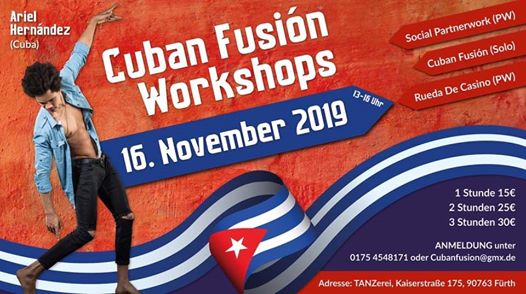 Ariel
Hernández
(Cuba)
Cuban Fusión
Workshops
16. November 2019
13-16 Uhr
Social Partnerwork (PW)
Cuban Fusión (Solo)
Rueda De Casino (PW)
1 Stunde 15€
2 Stunden 25€
3 Stunden 30€
ANMELDUNG unter
0175 4548171 oder Cubanfusion@gmx.de
Adresse: TANZerei, Kaiserstraße 175, 90763 Fürth